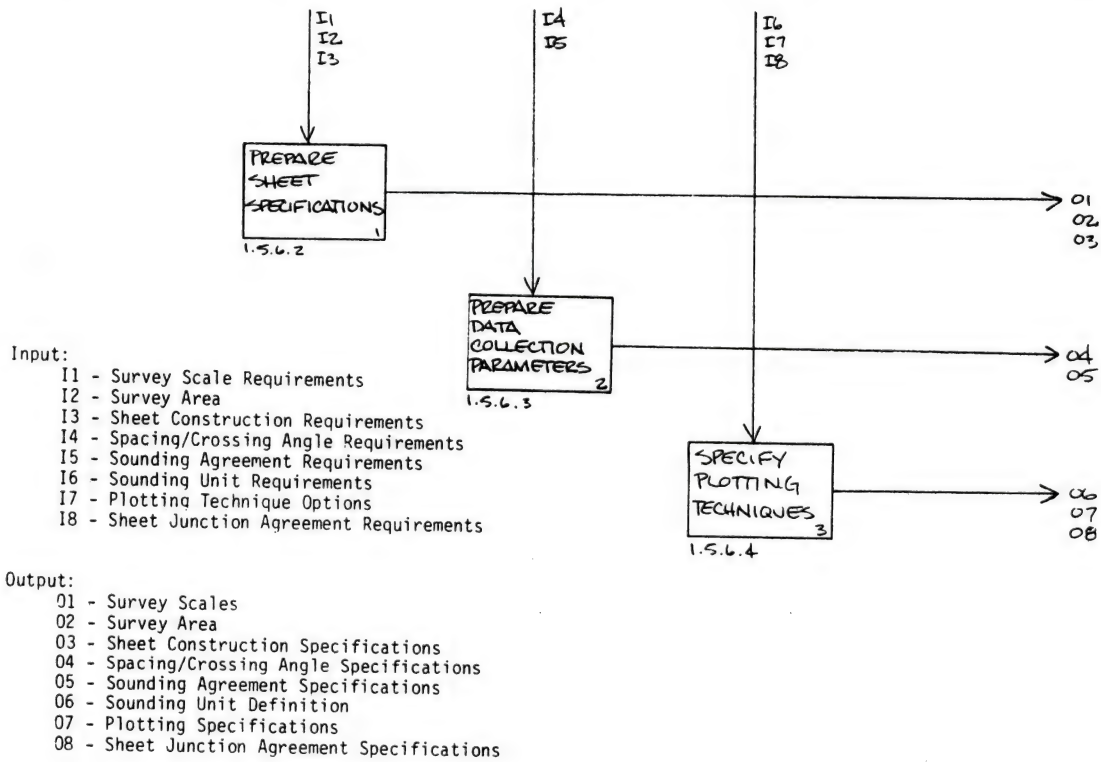 I1
I2
I3
I4
I5
I6
I7
I8
PREPARE
SHEET
SPECIFICATIONS
1
1.5.6.2
O1
O2
O3
PREPARE
DATA
COLLECTION
PARAMETERS
2
1.5.6.3
O4
O5
SPECIFY
PLOTTING
TECHNIQUES
3
1.5.6.4
O6
O7
O8
Input:
I1 - Survey Scale Requirements
I2 - Survey Area
I3 - Sheet Construction Requirements
I4 - Spacing/Crossing Angle Requirements
I5 - Sounding Agreement Requirements
I6 - Sounding Unit Requirements
I7 - Plotting Technique Options
I8 - Sheet Junction Agreement Requirements
Output:
O1 - Survey Scales
O2 - Survey Area
O3 - Sheet Construction Specifications
O4 - Spacing/Crossing Angle Specifications
O5 - Sounding Agreement Specifications
O6 - Sounding Unit Definition
O7 - Plotting Specifications
O8 - Sheet Junction Agreement Specifications